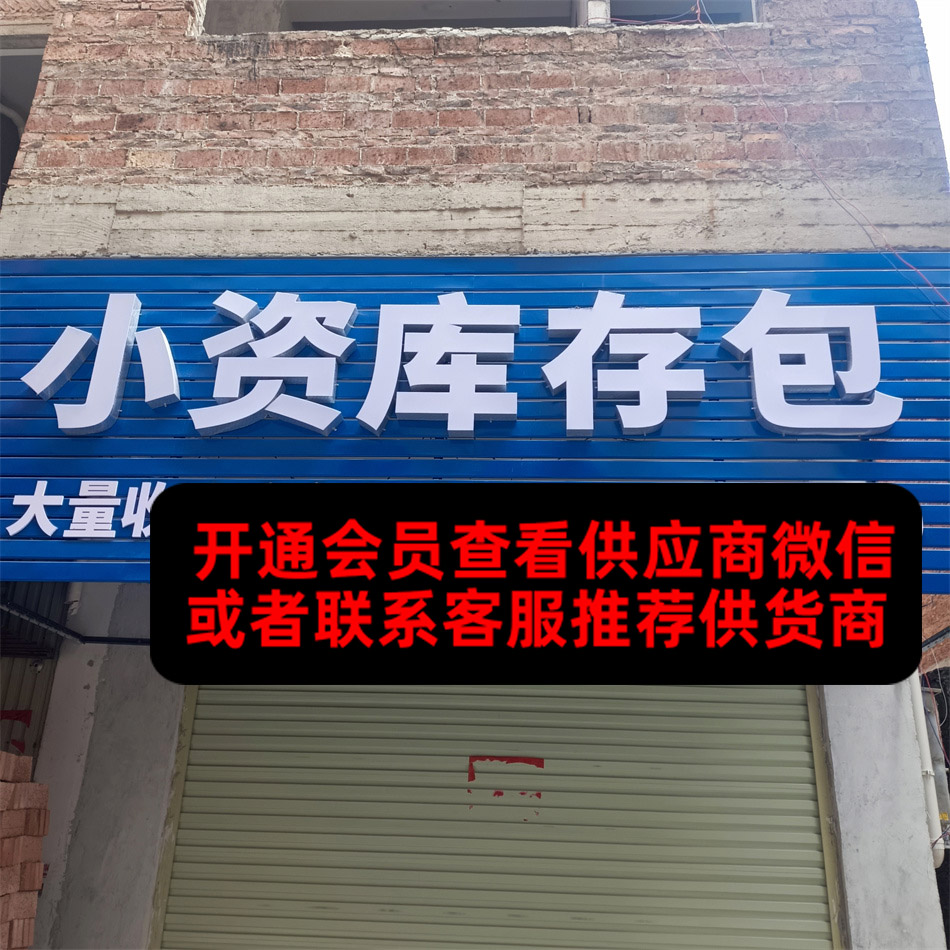 小资库存包
大量收
开通会员查看供应商微信
或者联系客服推荐供货商